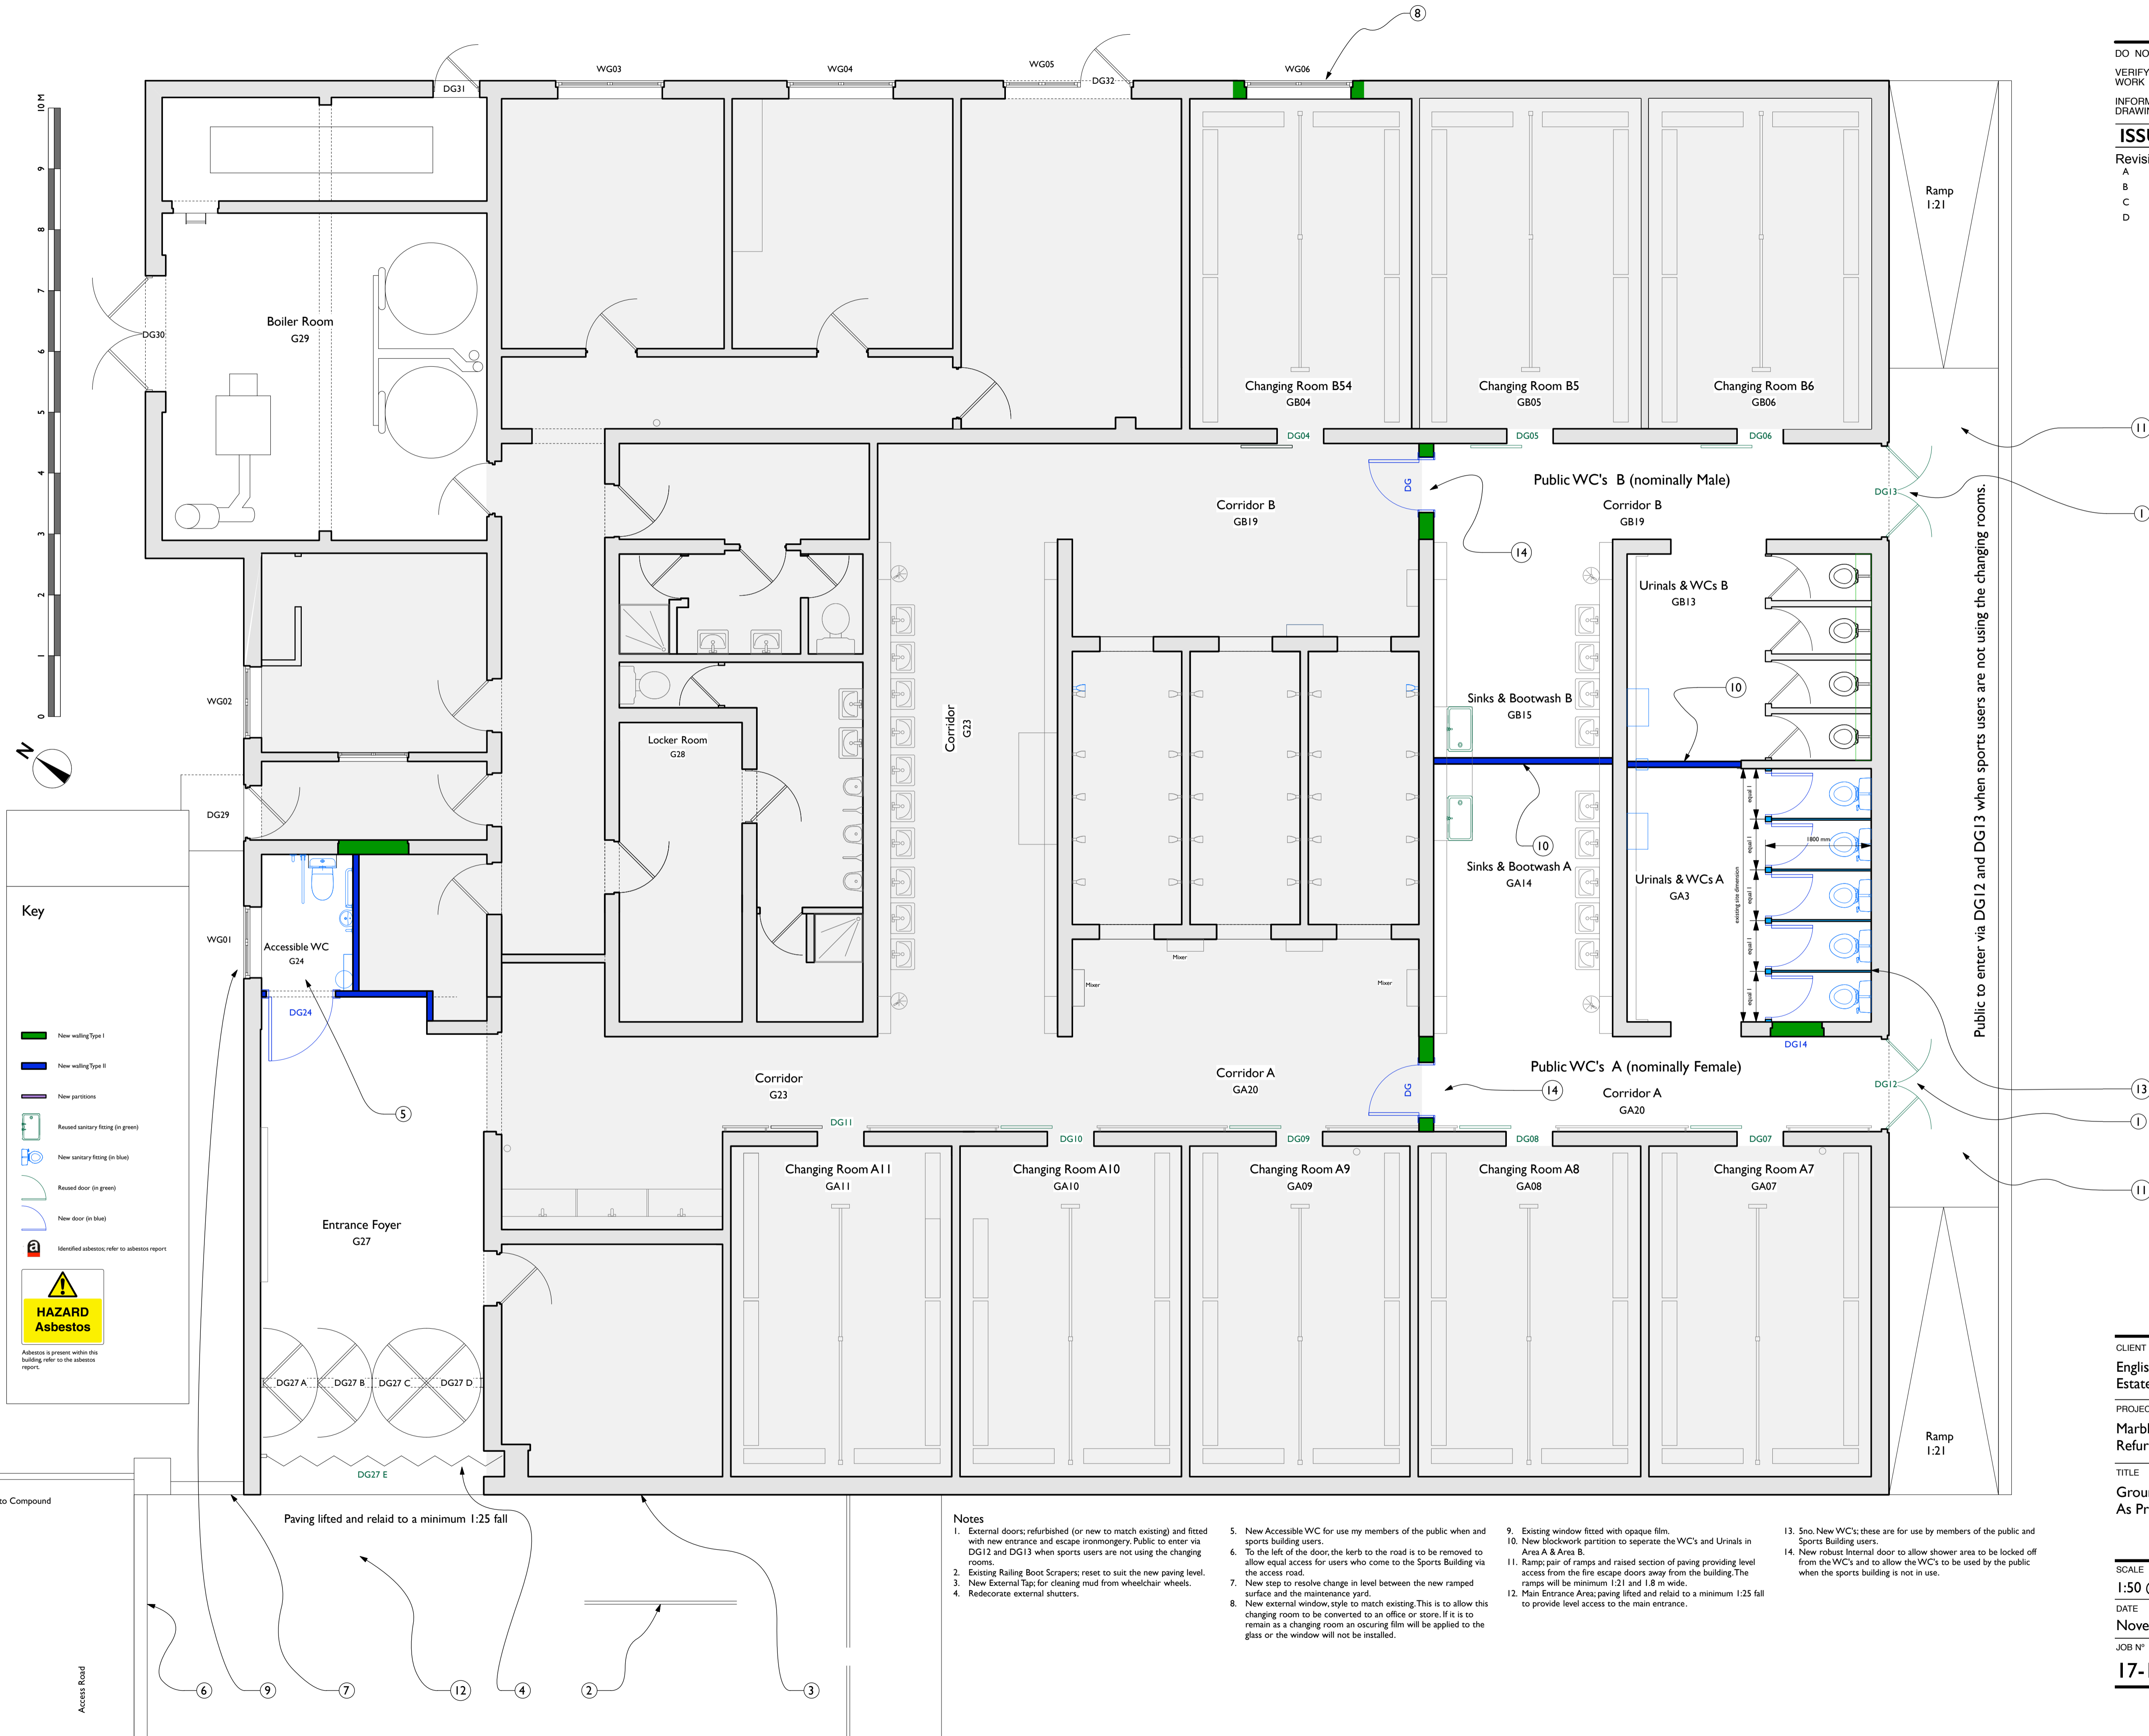 8
WG03
WG04
WG05
WG06
DG31
DG32
DO NO
VERIFY
WORK
INFORM
DRAWIN
ISSU
Revisi
A
B
C
D
10 M
9
8
7
6
5
4
3
2
1
0
N
Ramp
1:21
Boiler Room
G29
DG30
Changing Room B54
GB04
Changing Room B5
GB05
Changing Room B6
GB06
DG04
DG05
DG06
11
Public WC's B (nominally Male)
Corridor B
GB19
Corridor B
GB19
DG
DG13
1
14
Public to enter via DG12 and DG13 when sports users are not using the changing rooms.
Urinals & WCs B
GB13
WG02
Corridor
G23
Sinks & Bootwash B
GB15
10
Locker Room
G28
DG29
10
Sinks & Bootwash A
GA14
Urinals & WCs A
GA3
existing site dimension
1 equal
1 equal
1 equal
1 equal
1 equal
1800 mm
Key
WG01
Accessible WC
G24
DG24
Mixer
Mixer
Mixer
New walling Type I
New walling Type II
New partitions
Reused sanitary fitting (in green)
New sanitary fitting (in blue)
Reused door (in green)
New door (in blue)
a
Identified asbestos; refer to asbestos report
HAZARD
Asbestos
Asbestos is present within this
building, refer to the asbestos
report.
DG14
5
Corridor
G23
Corridor A
GA20
DG
14
Public WC's A (nominally Female)
Corridor A
GA20
DG12
13
1
11
DG11
DG10
DG09
DG08
DG07
Changing Room A11
GA11
Changing Room A10
GA10
Changing Room A9
GA09
Changing Room A8
GA08
Changing Room A7
GA07
Entrance Foyer
G27
DG27 A
DG27 B
DG27 C
DG27 D
DG27 E
Ramp
1:21
to Compound
Paving lifted and relaid to a minimum 1:25 fall
Access Road
6
9
7
12
4
2
3
Notes
1. External doors; refurbished (or new to match existing) and fitted
with new entrance and escape ironmongery. Public to enter via
DG12 and DG13 when sports users are not using the changing
rooms.
2. Existing Railing Boot Scrapers; reset to suit the new paving level.
3. New External Tap; for cleaning mud from wheelchair wheels.
4. Redecorate external shutters.
5. New Accessible WC for use my members of the public when and
sports building users.
6. To the left of the door, the kerb to the road is to be removed to
allow equal access for users who come to the Sports Building via
the access road.
7. New step to resolve change in level between the new ramped
surface and the maintenance yard.
8. New external window, style to match existing. This is to allow this
changing room to be converted to an office or store. If it is to
remain as a changing room an oscuring film will be applied to the
glass or the window will not be installed.
9. Existing window fitted with opaque film.
10. New blockwork partition to seperate the WC's and Urinals in
Area A & Area B.
11. Ramp; pair of ramps and raised section of paving providing level
access from the fire escape doors away from the building. The
ramps will be minimum 1:21 and 1.8 m wide.
12. Main Entrance Area; paving lifted and relaid to a minimum 1:25 fall
to provide level access to the main entrance.
13. 5no. New WC's; these are for use by members of the public and
Sports Building users.
14. New robust Internal door to allow shower area to be locked off
from the WC's and to allow the WC's to be used by the public
when the sports building is not in use.
CLIENT
Englis
Estate
PROJEC
Marbl
Refur
TITLE
Grour
As Pr
SCALE
1:50 (
DATE
Nove
JOB N°
17-1